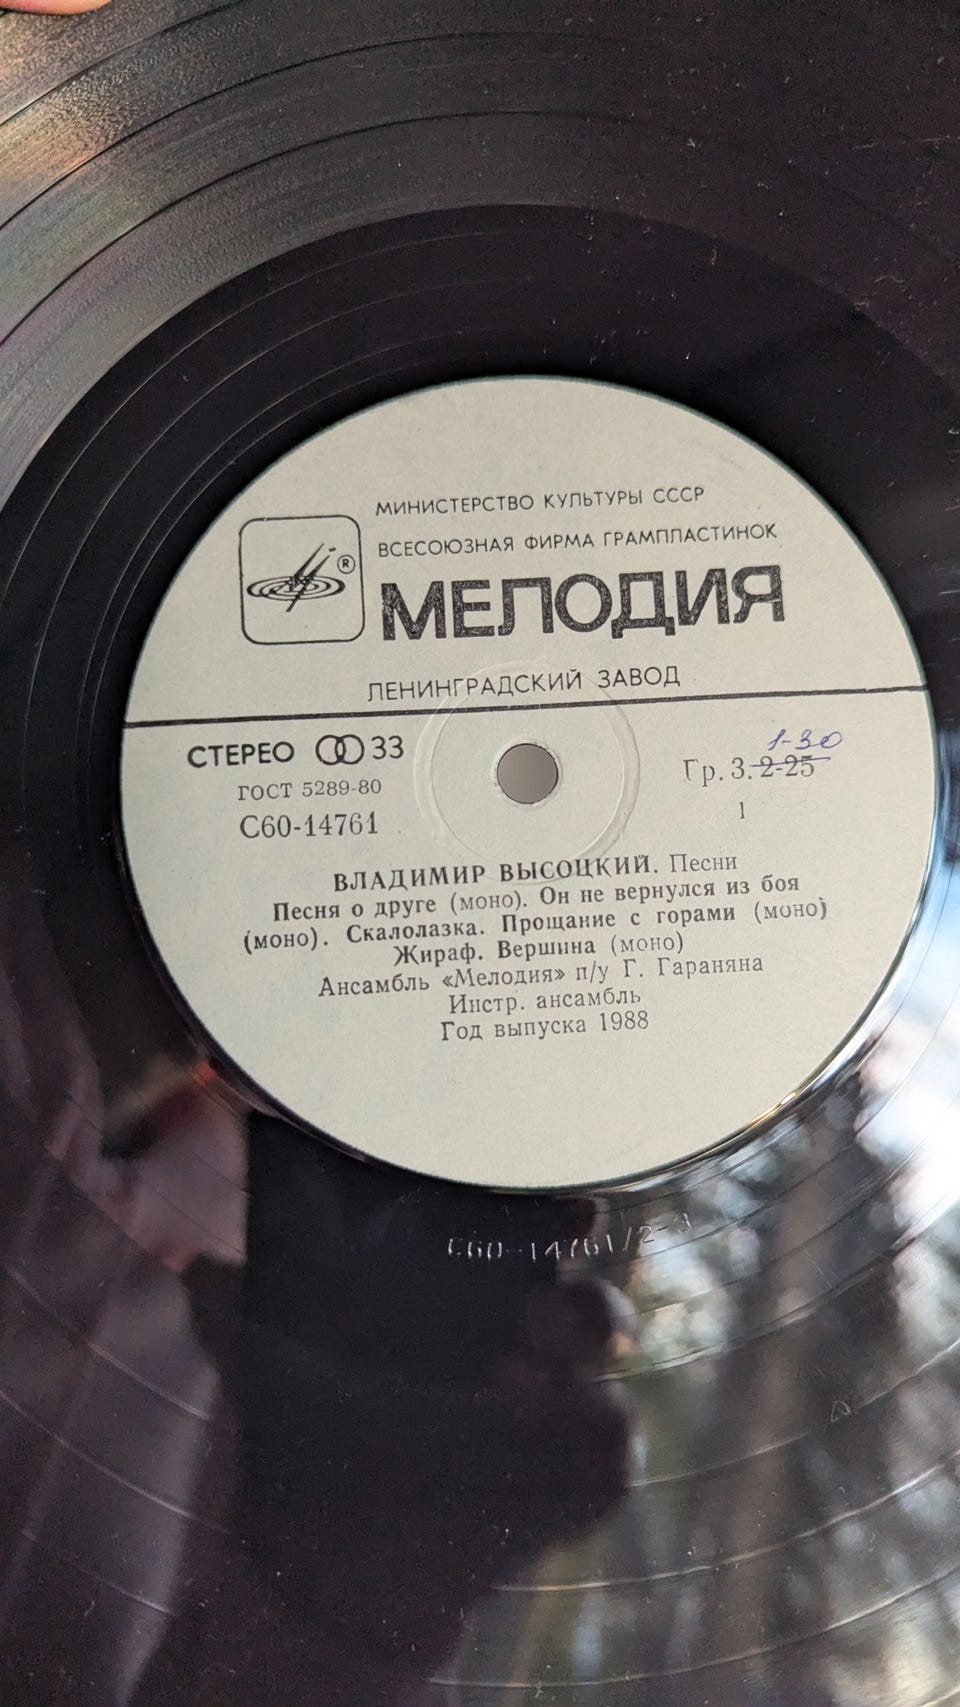 МИНИСТЕРСТВО КУЛЬТУРЫ СССР
ВСЕСОЮЗНАЯ ФИРМА ГРАМПЛАСТИНОК
®
МЕЛОДИЯ
ЛЕНИНГРАДСКИЙ ЗАВОД
СТЕРЕО 33
ГОСТ 5289-80
С60-14761
1-30
Гр. 3. 2-25
1
ВЛАДИМИР ВЫСОЦКИЙ. Песни
Песня о друге (моно). Он не вернулся из боя
(моно). Скалолазка. Прощание с горами (моно)
Жираф. Вершина (моно)
Ансамбль «Мелодия» п/у Г. Гараняна
Инстр. ансамбль
Год выпуска 1988
С60-14761/2-3